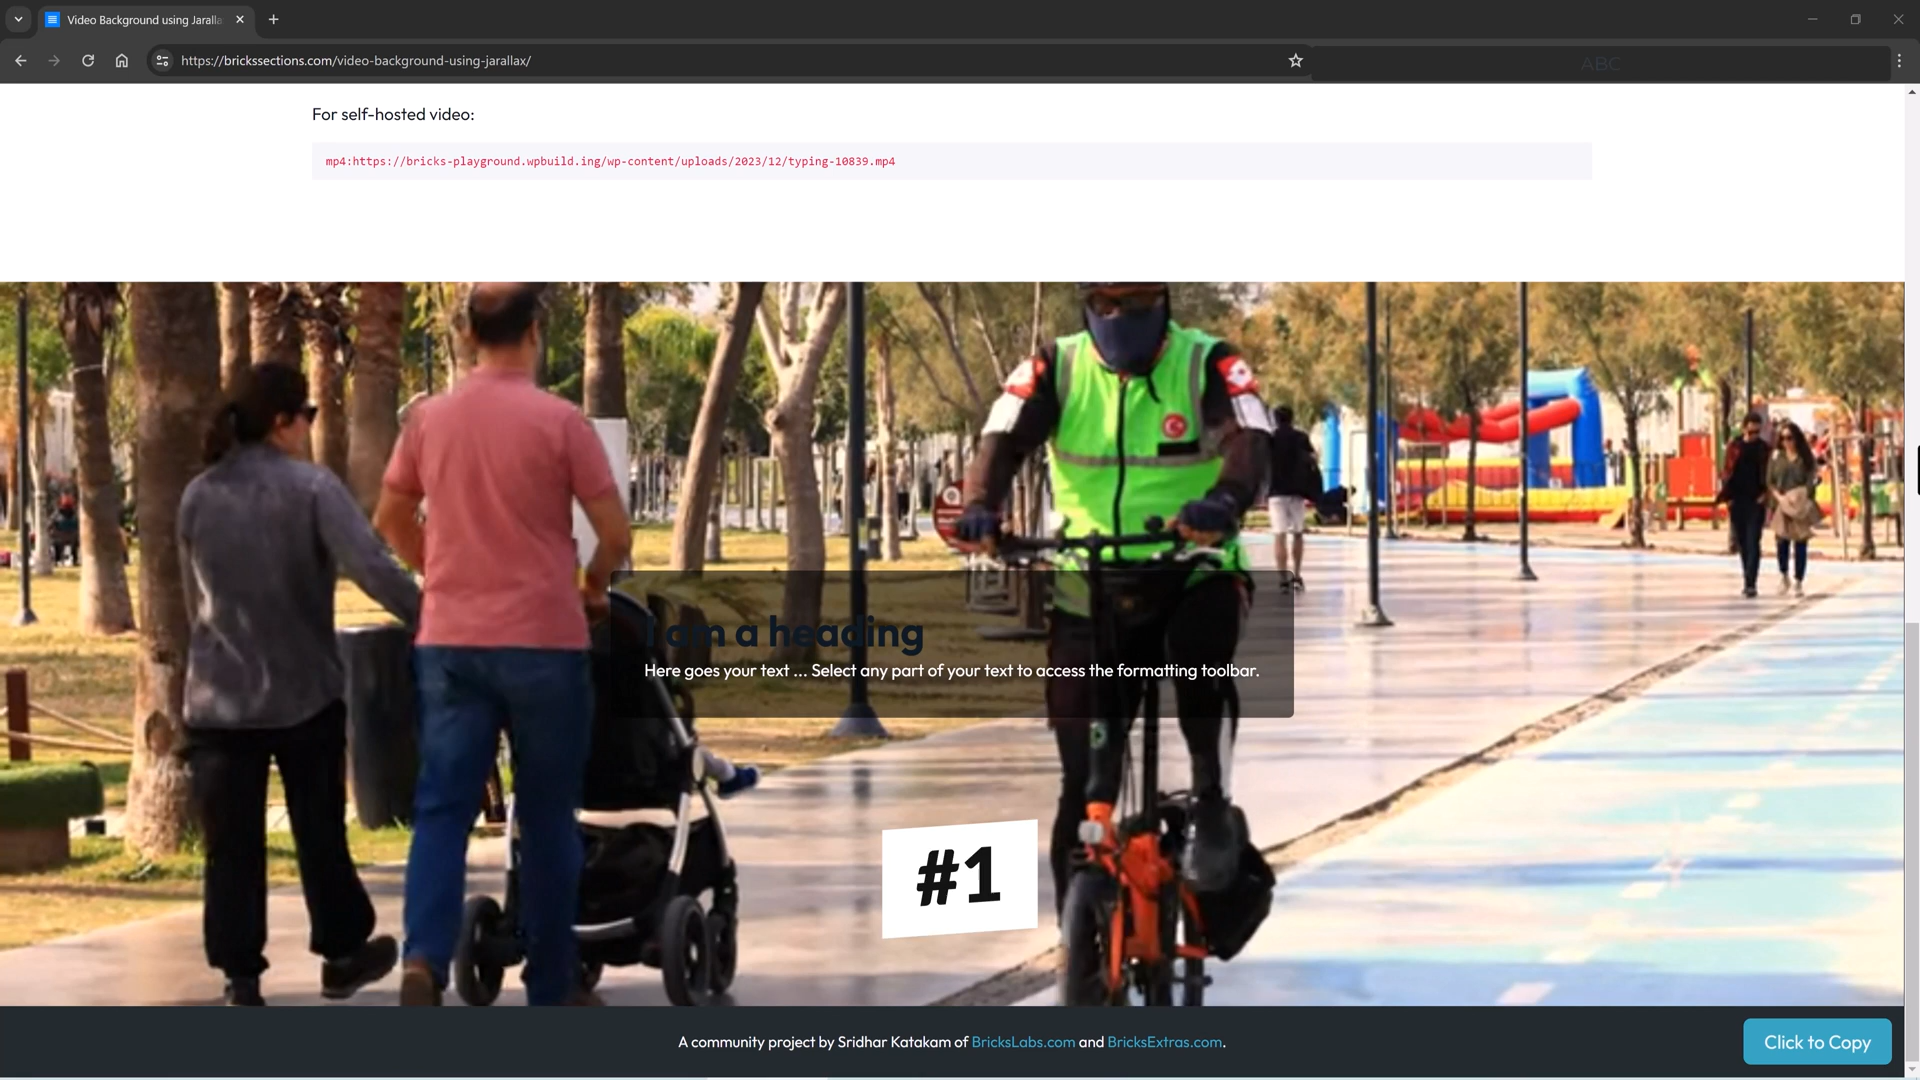 Video Background using Jaralla
https://brickssections.com/video-background-using-jarallax/
ABC
For self-hosted video:
mp4:https://bricks-playground.wpbuild.ing/wp-content/uploads/2023/12/typing-10839.mp4
I am a heading
Here goes your text ... Select any part of your text to access the formatting toolbar.
#1
A community project by Sridhar Katakam of BricksLabs.com and BricksExtras.com.
Click to Copy